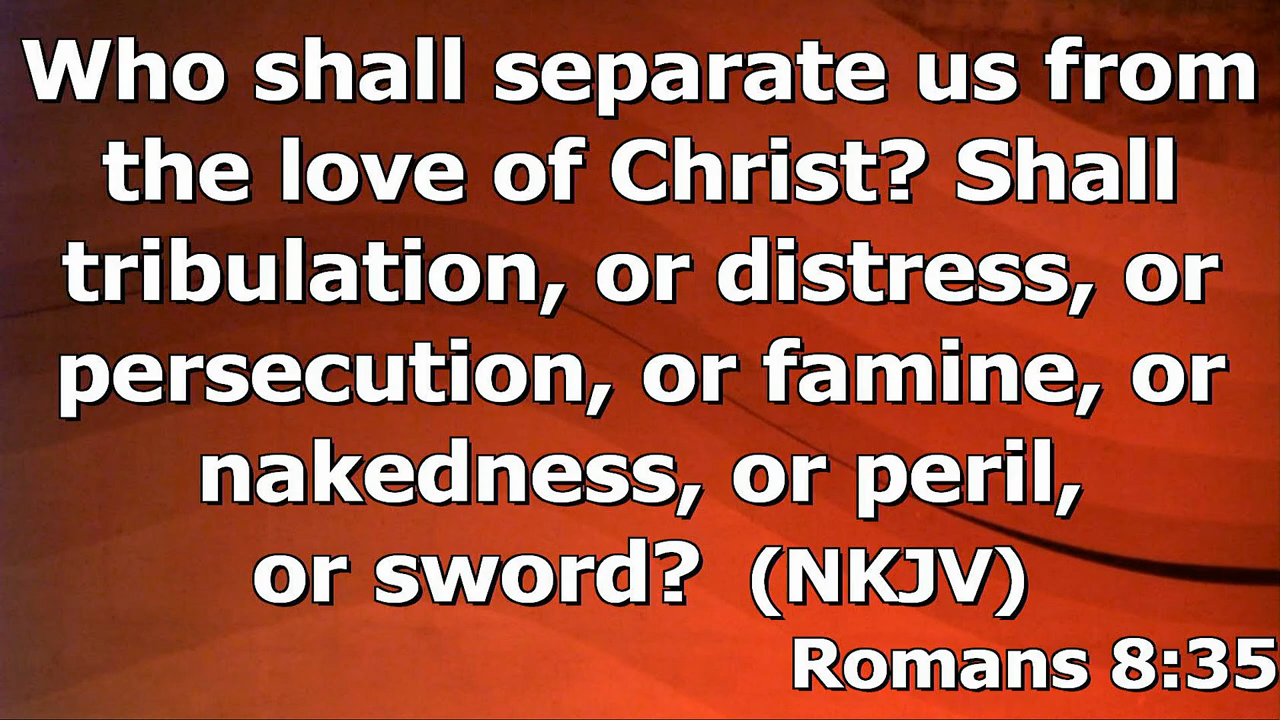 Who shall separate us from
the love of Christ? Shall
tribulation, or distress, or
persecution, or famine, or
nakedness, or peril,
or sword? (NKJV)
Romans 8:35